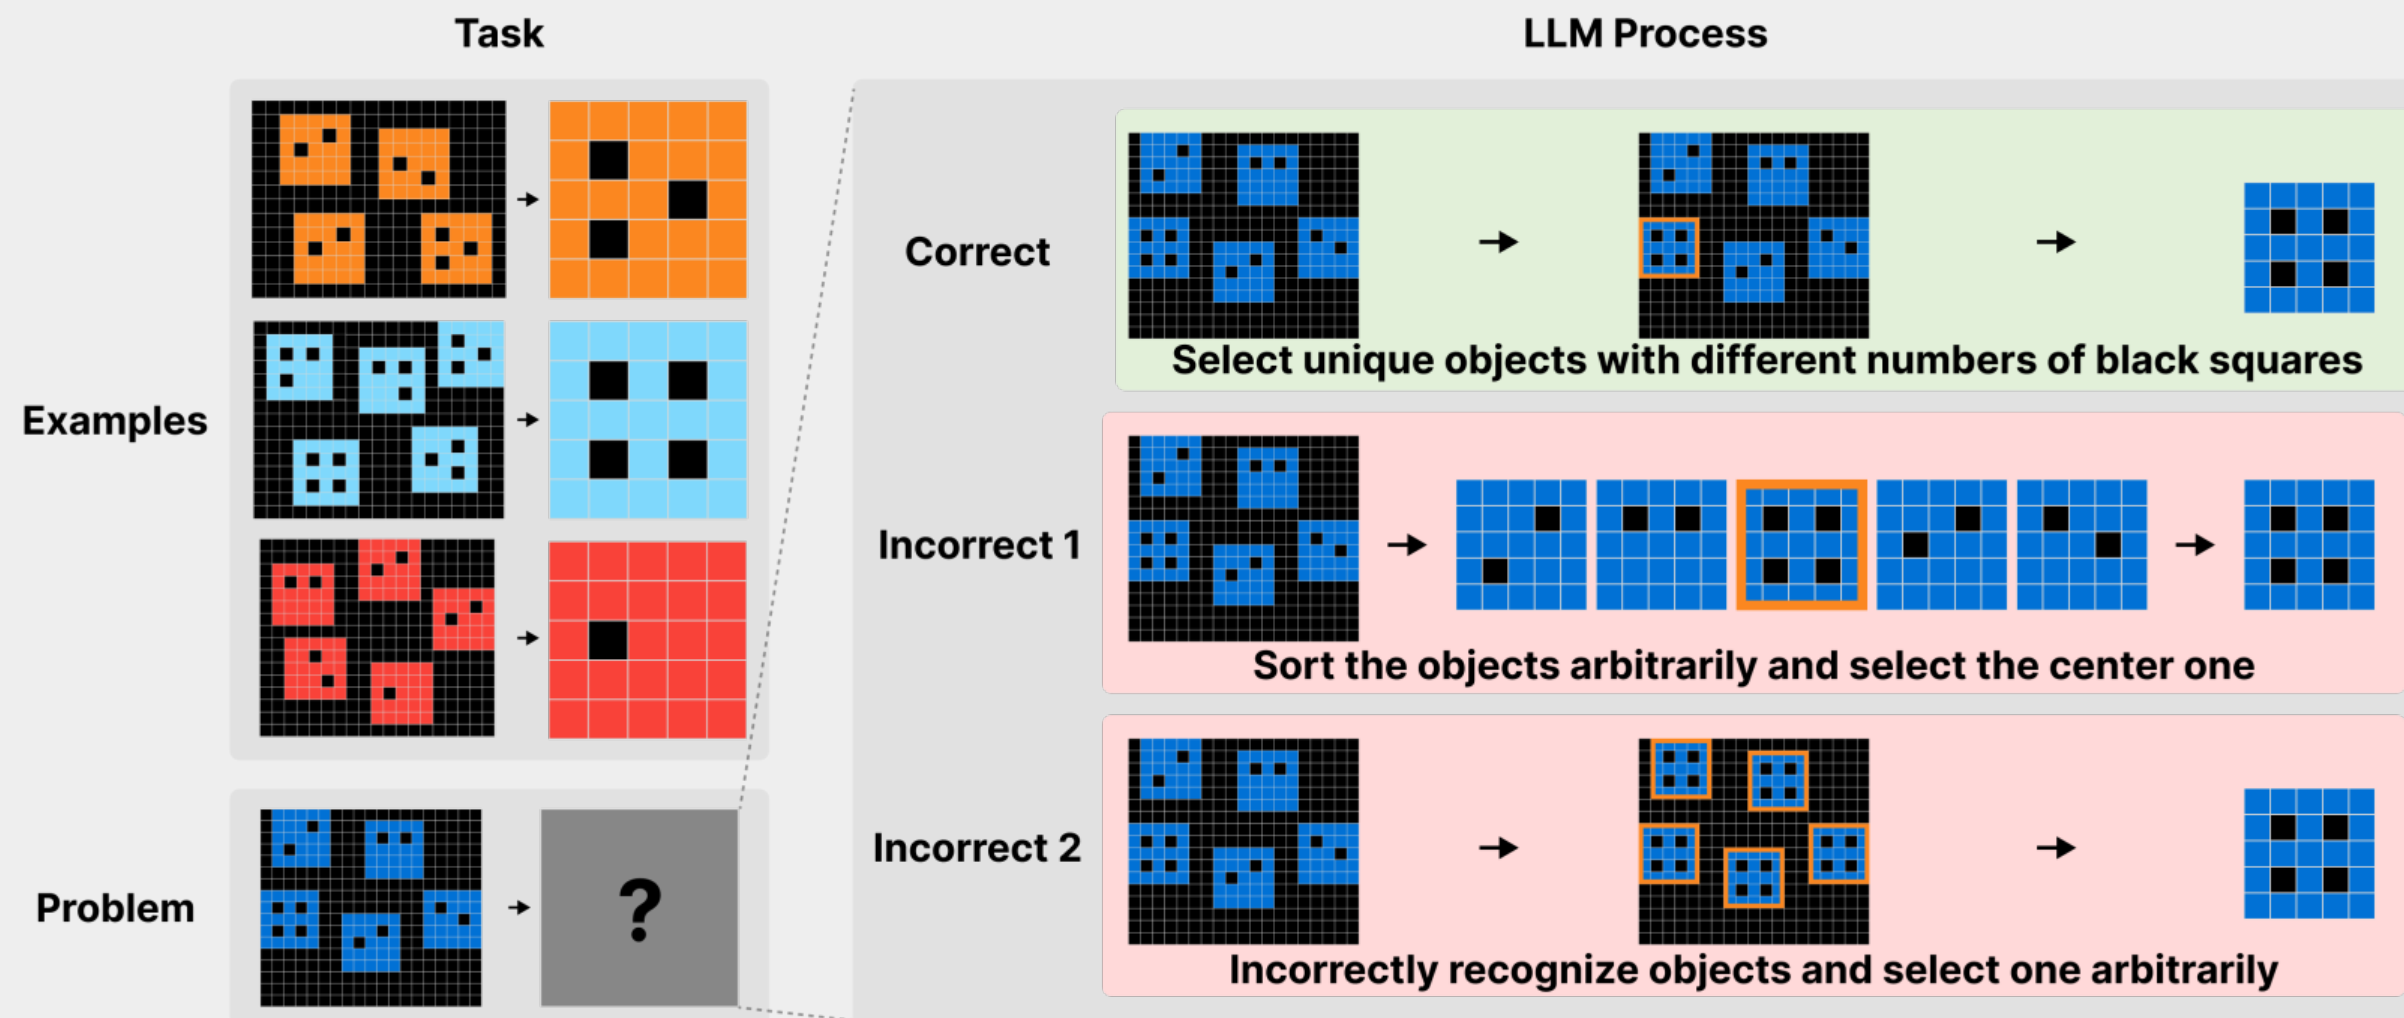 Task
LLM Process
Examples
Problem
?
Correct
Select unique objects with different numbers of black squares
Incorrect 1
Sort the objects arbitrarily and select the center one
Incorrect 2
Incorrectly recognize objects and select one arbitrarily